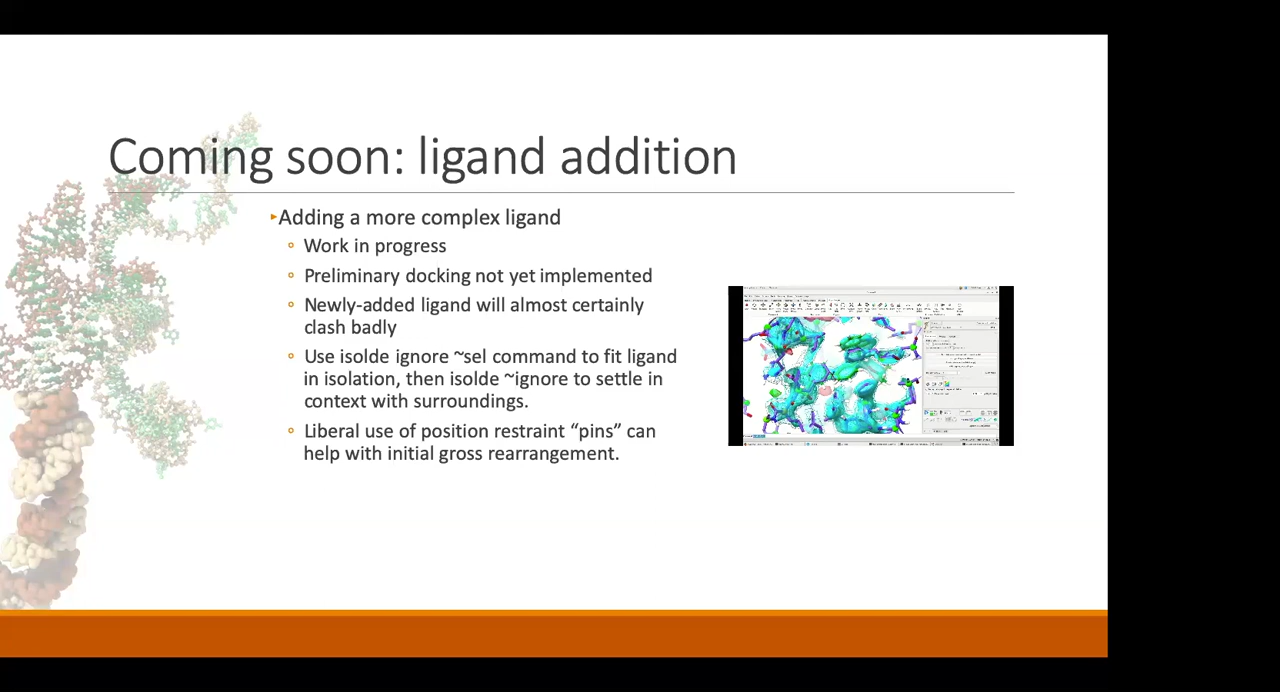 Coming soon: ligand addition
Adding a more complex ligand
Work in progress
Preliminary docking not yet implemented
Newly-added ligand will almost certainly
clash badly
Use isolde ignore ~sel command to fit ligand
in isolation, then isolde ~ignore to settle in
context with surroundings.
Liberal use of position restraint “pins” can
help with initial gross rearrangement.